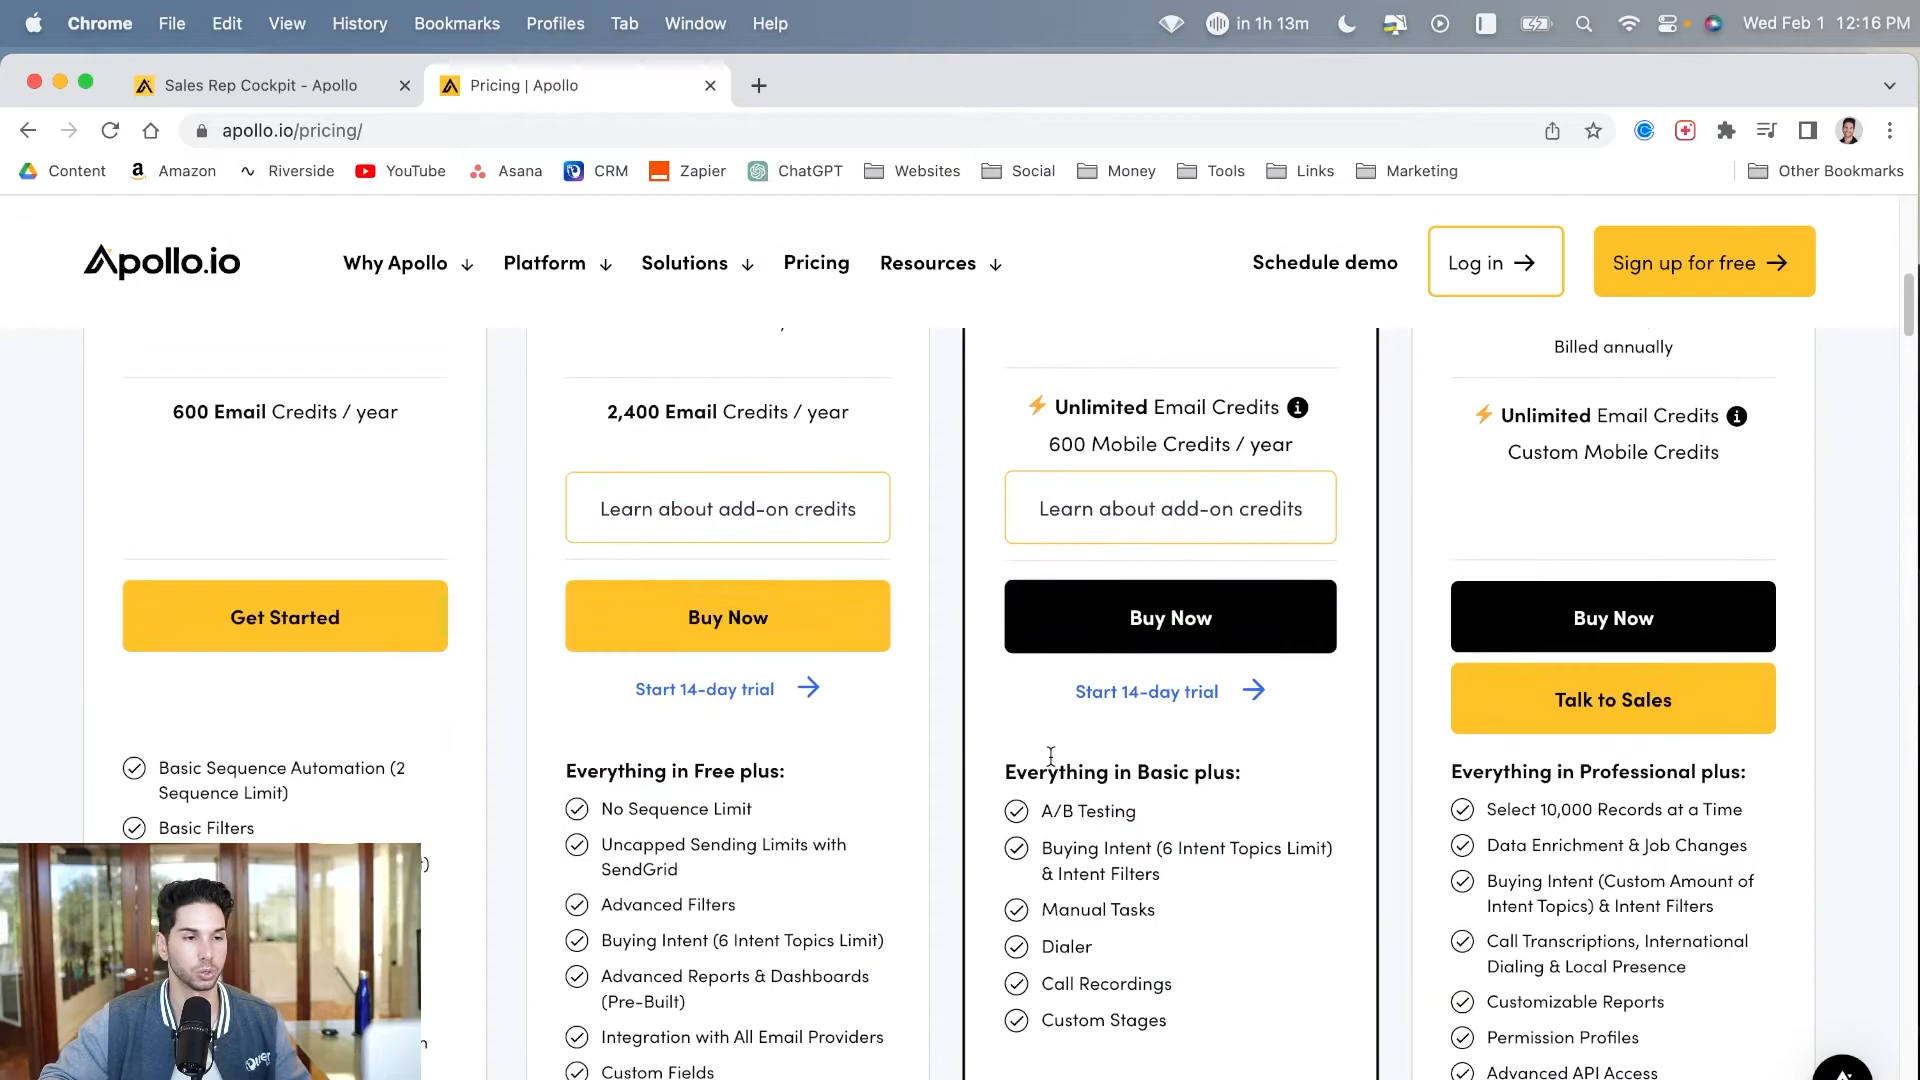 Chrome File Edit View History Bookmarks Profiles Tab Window Help in 1h 13m Wed Feb 1 12:16 PM
Sales Rep Cockpit - Apollo Pricing | Apollo
apollo.io/pricing/
Content Amazon Riverside YouTube Asana CRM Zapier ChatGPT Websites Social Money Tools Links Marketing Other Bookmarks
Apollo.io Why Apollo Platform Solutions Pricing Resources Schedule demo Log in Sign up for free
600 Email Credits / year
Get Started
Basic Sequence Automation (2
Sequence Limit)
Basic Filters
2,400 Email Credits / year
Learn about add-on credits
Buy Now
Start 14-day trial
Everything in Free plus:
No Sequence Limit
Uncapped Sending Limits with
SendGrid
Advanced Filters
Buying Intent (6 Intent Topics Limit)
Advanced Reports & Dashboards
(Pre-Built)
Integration with All Email Providers
Custom Fields
Unlimited Email Credits
600 Mobile Credits / year
Learn about add-on credits
Buy Now
Start 14-day trial
Everything in Basic plus:
A/B Testing
Buying Intent (6 Intent Topics Limit)
& Intent Filters
Manual Tasks
Dialer
Call Recordings
Custom Stages
Billed annually
Unlimited Email Credits
Custom Mobile Credits
Buy Now
Talk to Sales
Everything in Professional plus:
Select 10,000 Records at a Time
Data Enrichment & Job Changes
Buying Intent (Custom Amount of
Intent Topics) & Intent Filters
Call Transcriptions, International
Dialing & Local Presence
Customizable Reports
Permission Profiles
Advanced API Access